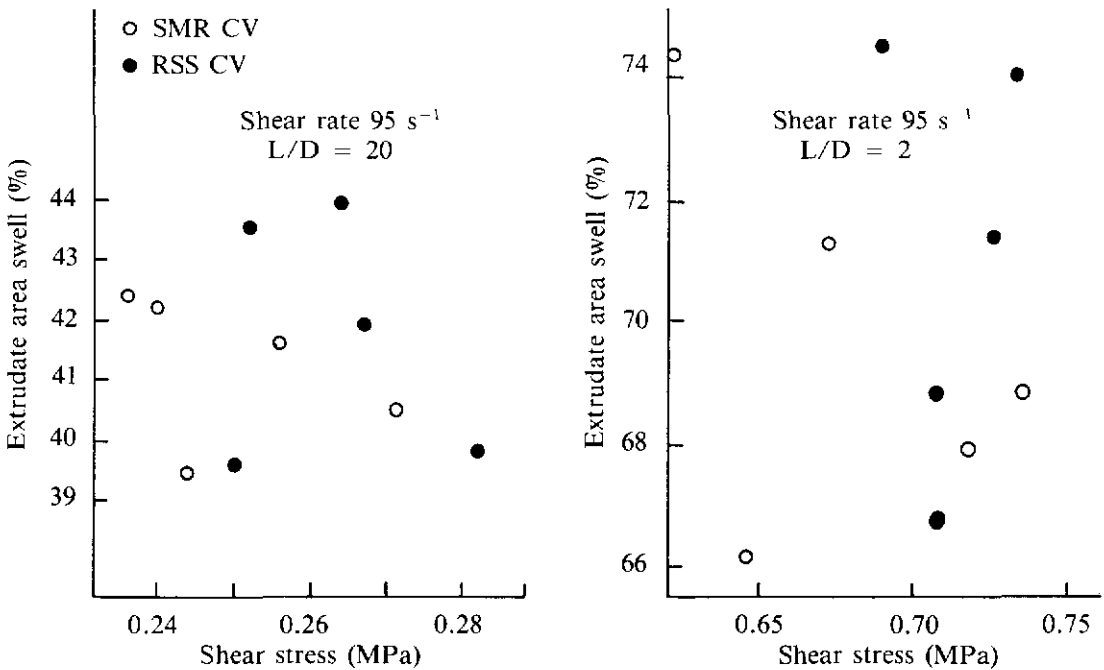 SMR CV
RSS CV
Shear rate 95 s⁻¹
L/D = 20
Extrudate area swell (%)
44
43
42
41
40
39
0.24
0.26
0.28
Shear stress (MPa)
Shear rate 95 s⁻¹
L/D = 2
Extrudate area swell (%)
74
72
70
68
66
0.65
0.70
0.75
Shear stress (MPa)